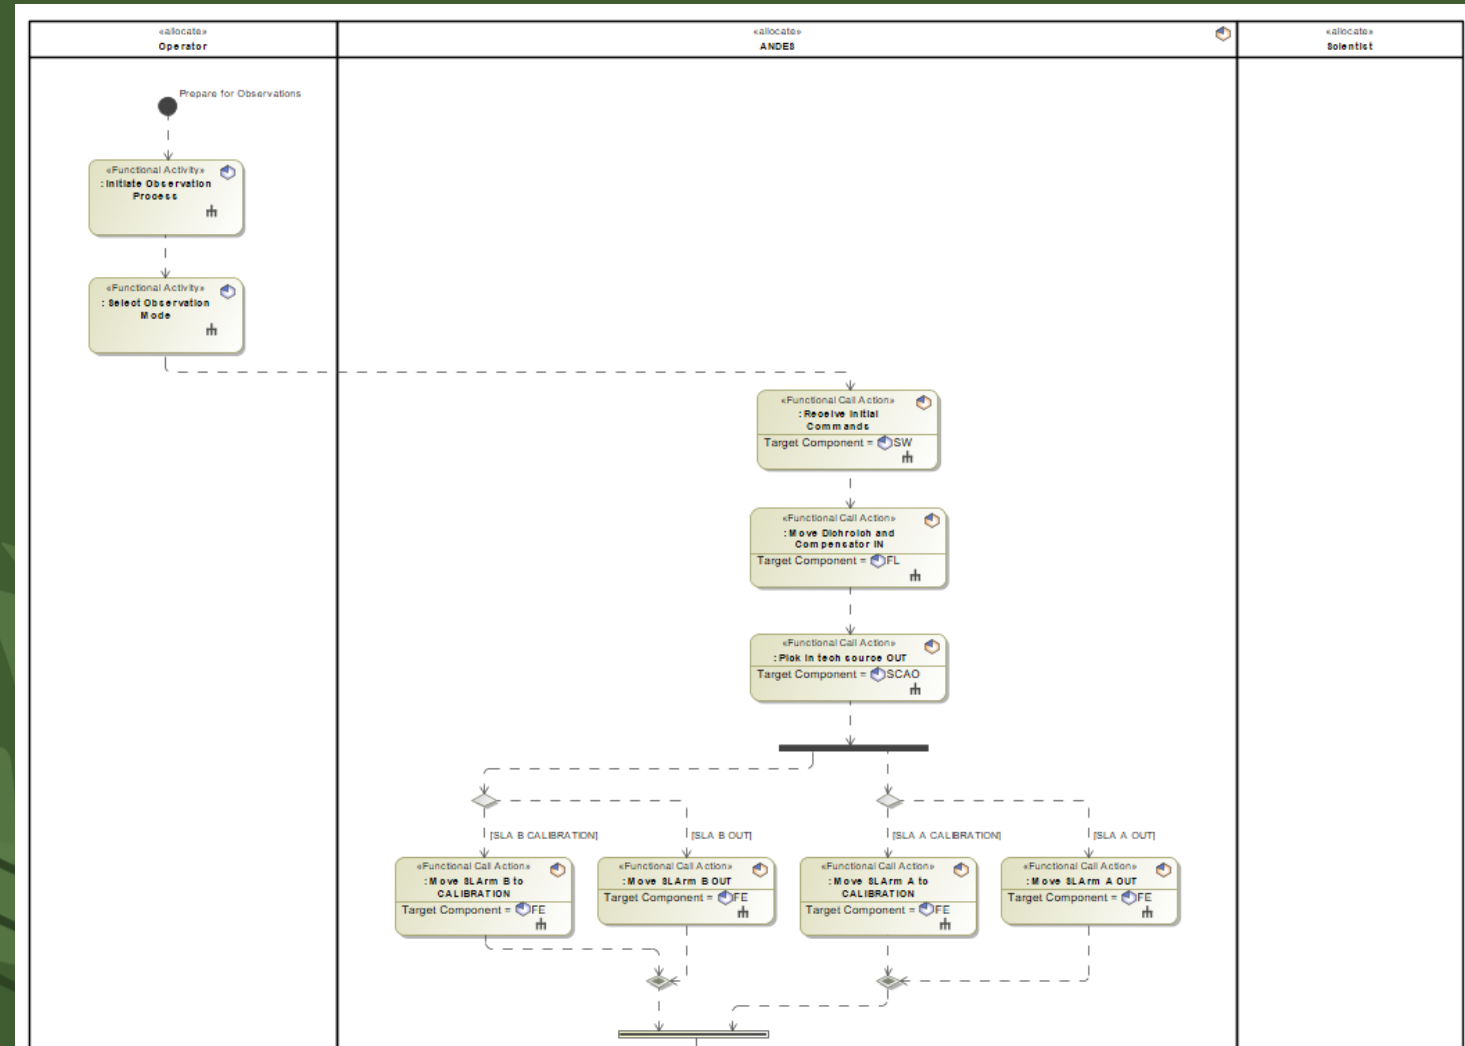 «allocate»
Operator
«allocate»
ANDES
«allocate»
Scientist
Prepare for Observations
«Functional Activity»
: Initiate Observation
Process
«Functional Activity»
: Select Observation
Mode
«Functional Call Action»
: Receive Initial
Commands
Target Component = SW
«Functional Call Action»
: Move Dichroich and
Compensator IN
Target Component = FL
«Functional Call Action»
: Pick in tech source OUT
Target Component = SCAO
[SLA B CALIBRATION]
[SLA B OUT]
[SLA A CALIBRATION]
[SLA A OUT]
«Functional Call Action»
: Move SLArm B to
CALIBRATION
Target Component = FE
«Functional Call Action»
: Move SLArm B OUT
Target Component = FE
«Functional Call Action»
: Move SLArm A to
CALIBRATION
Target Component = FE
«Functional Call Action»
: Move SLArm A OUT
Target Component = FE